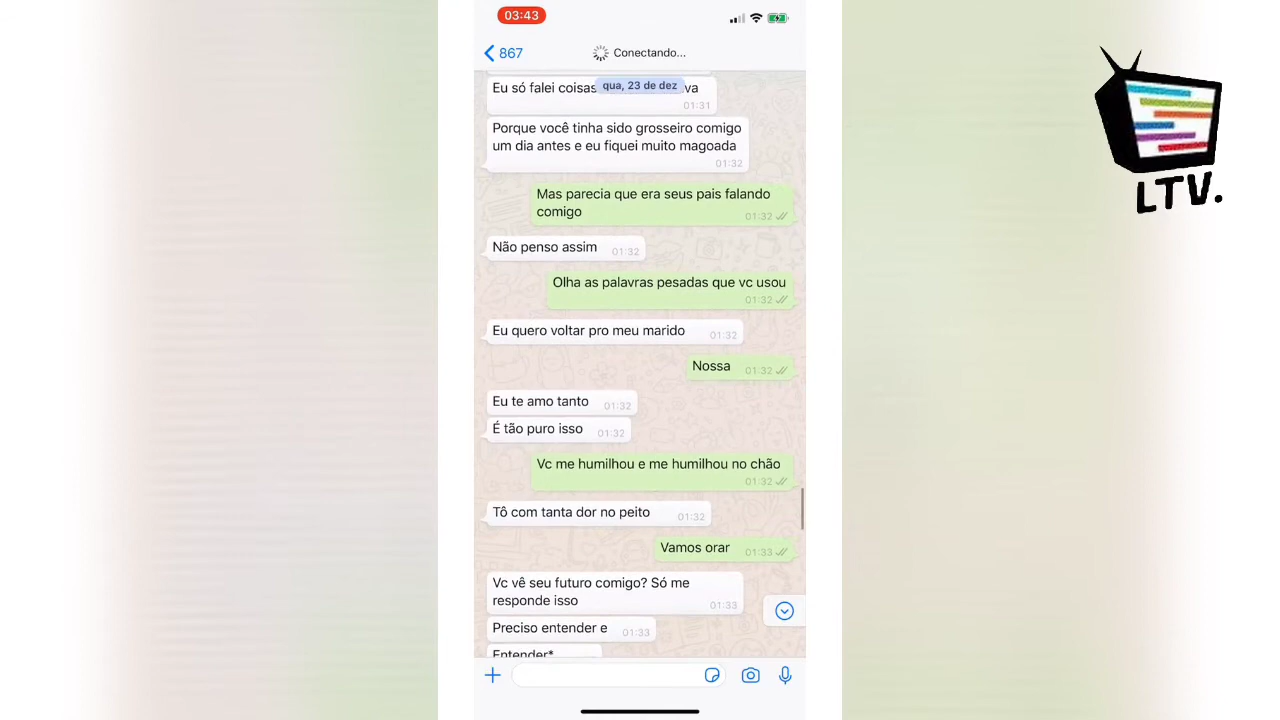 03:43
867
Conectando...
qua, 23 de dez
Eu só falei coisas
va
01:31
Porque você tinha sido grosseiro comigo
um dia antes e eu fiquei muito magoada
01:32
Mas parecia que era seus pais falando
comigo
01:32
Não penso assim
01:32
Olha as palavras pesadas que vc usou
01:32
Eu quero voltar pro meu marido
01:32
Nossa
01:32
Eu te amo tanto
01:32
É tão puro isso
01:32
Vc me humilhou e me humilhou no chão
01:32
Tô com tanta dor no peito
01:32
Vamos orar
01:33
Vc vê seu futuro comigo? Só me
responde isso
01:33
Preciso entender e
01:33
Entender*
LTV.